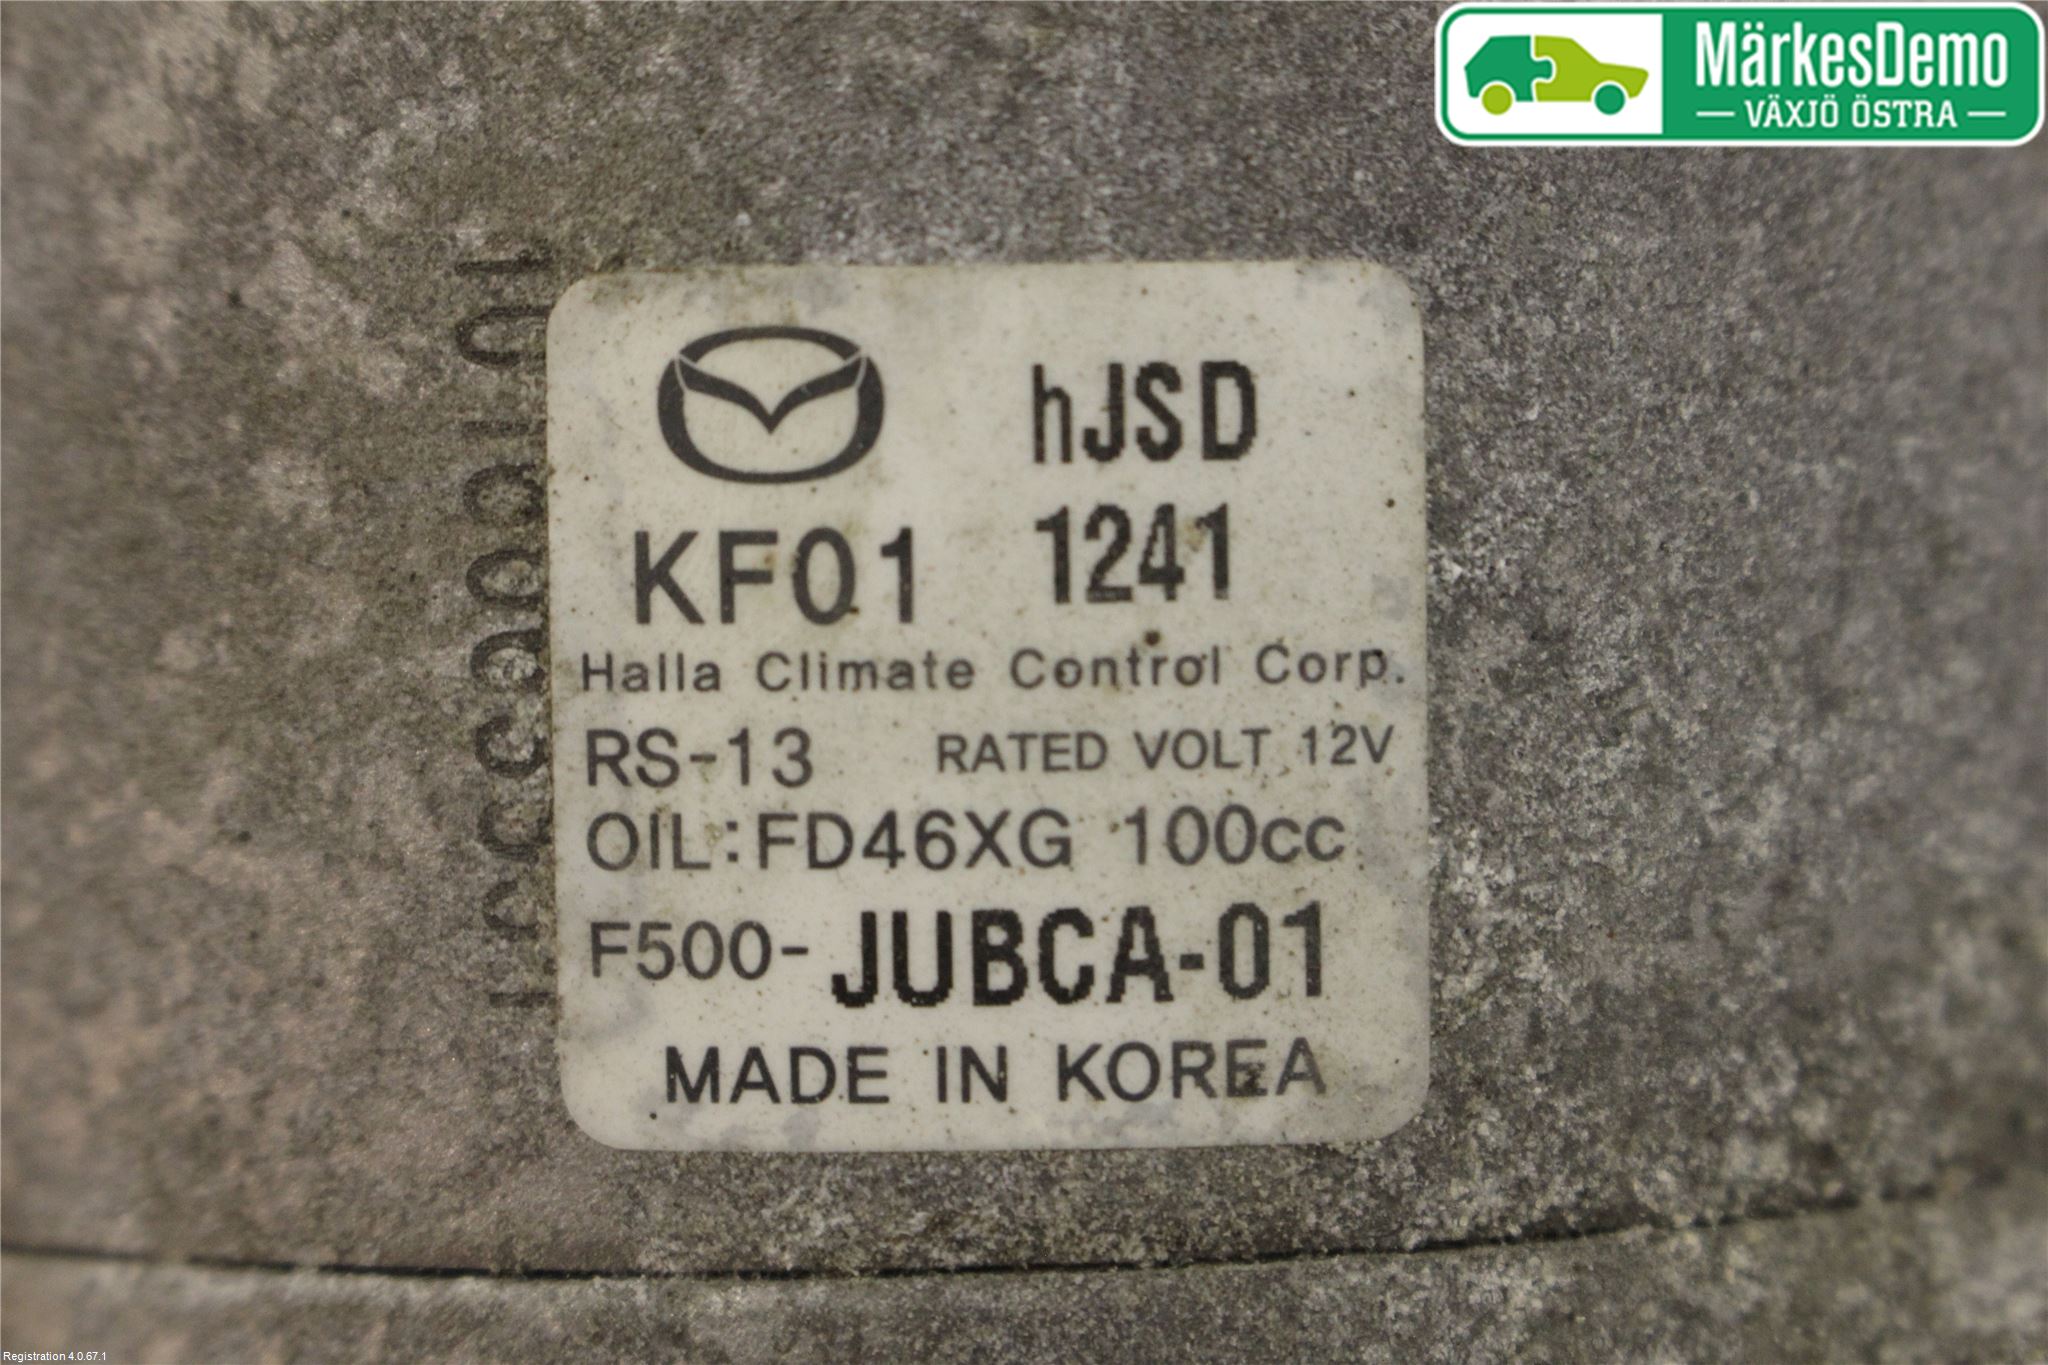 MärkesDemo
VÄXJÖ ÖSTRA
hJSD
KF01 1241
Halla Climate Control Corp.
RS-13 RATED VOLT 12V
OIL:FD46XG 100cc
F500-JUBCA-01
MADE IN KOREA
Registration 4.0.67.1